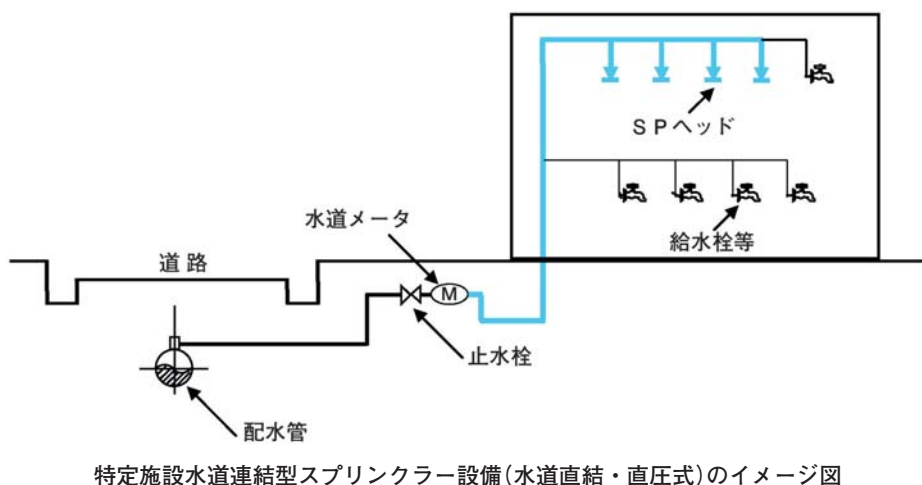 SPヘッド
水道メータ
給水栓等
道路
M
止水栓
配水管
特定施設水道連結型スプリンクラー設備(水道直結・直圧式)のイメージ図